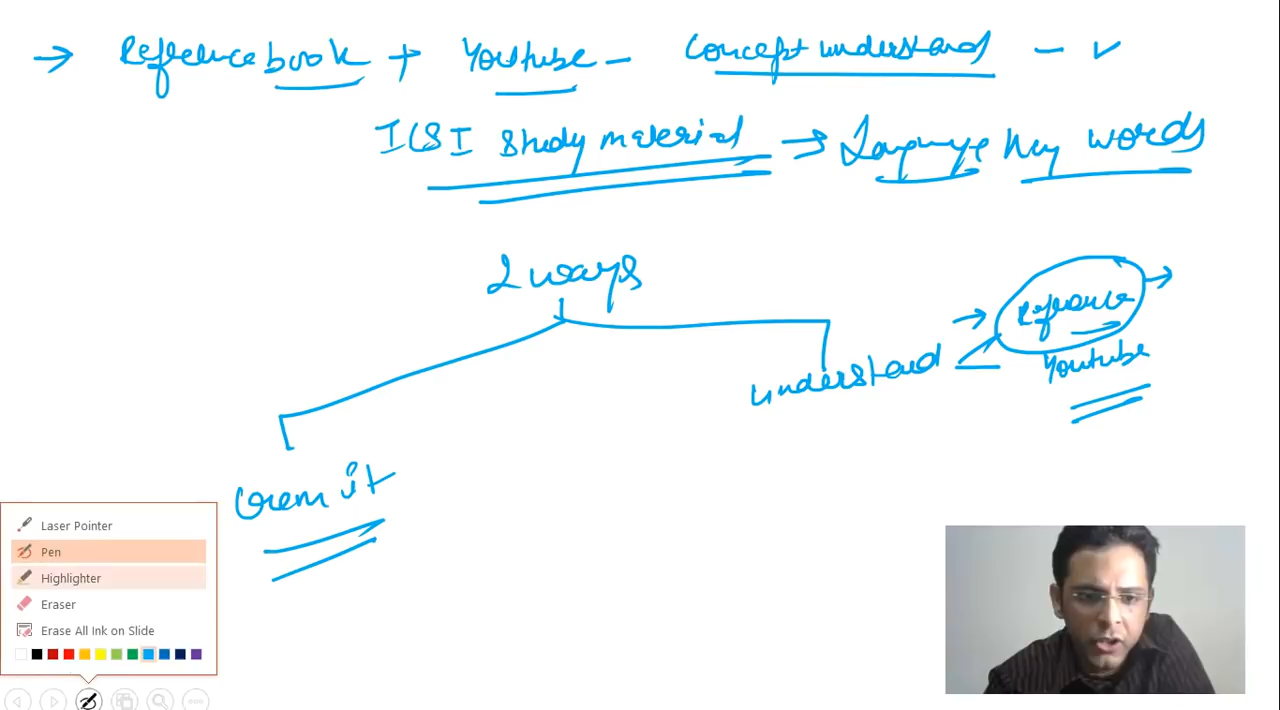 → Reference book + Youtube - Concept understand - ✓
ICSI Study material → Language Key words
2 ways
→ Reference →
Youtube
understand
Cram it
Laser Pointer
Pen
Highlighter
Eraser
Erase All Ink on Slide